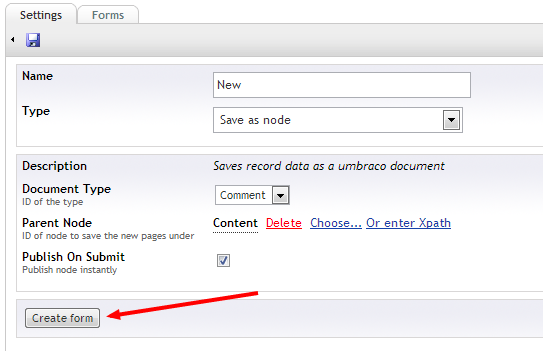 Settings Forms
Name New
Type Save as node
Description Saves record data as a umbraco document
Document Type Comment
ID of the type
Parent Node Content Delete Choose... Or enter Xpath
ID of node to save the new pages under
Publish On Submit
Publish node instantly
Create form